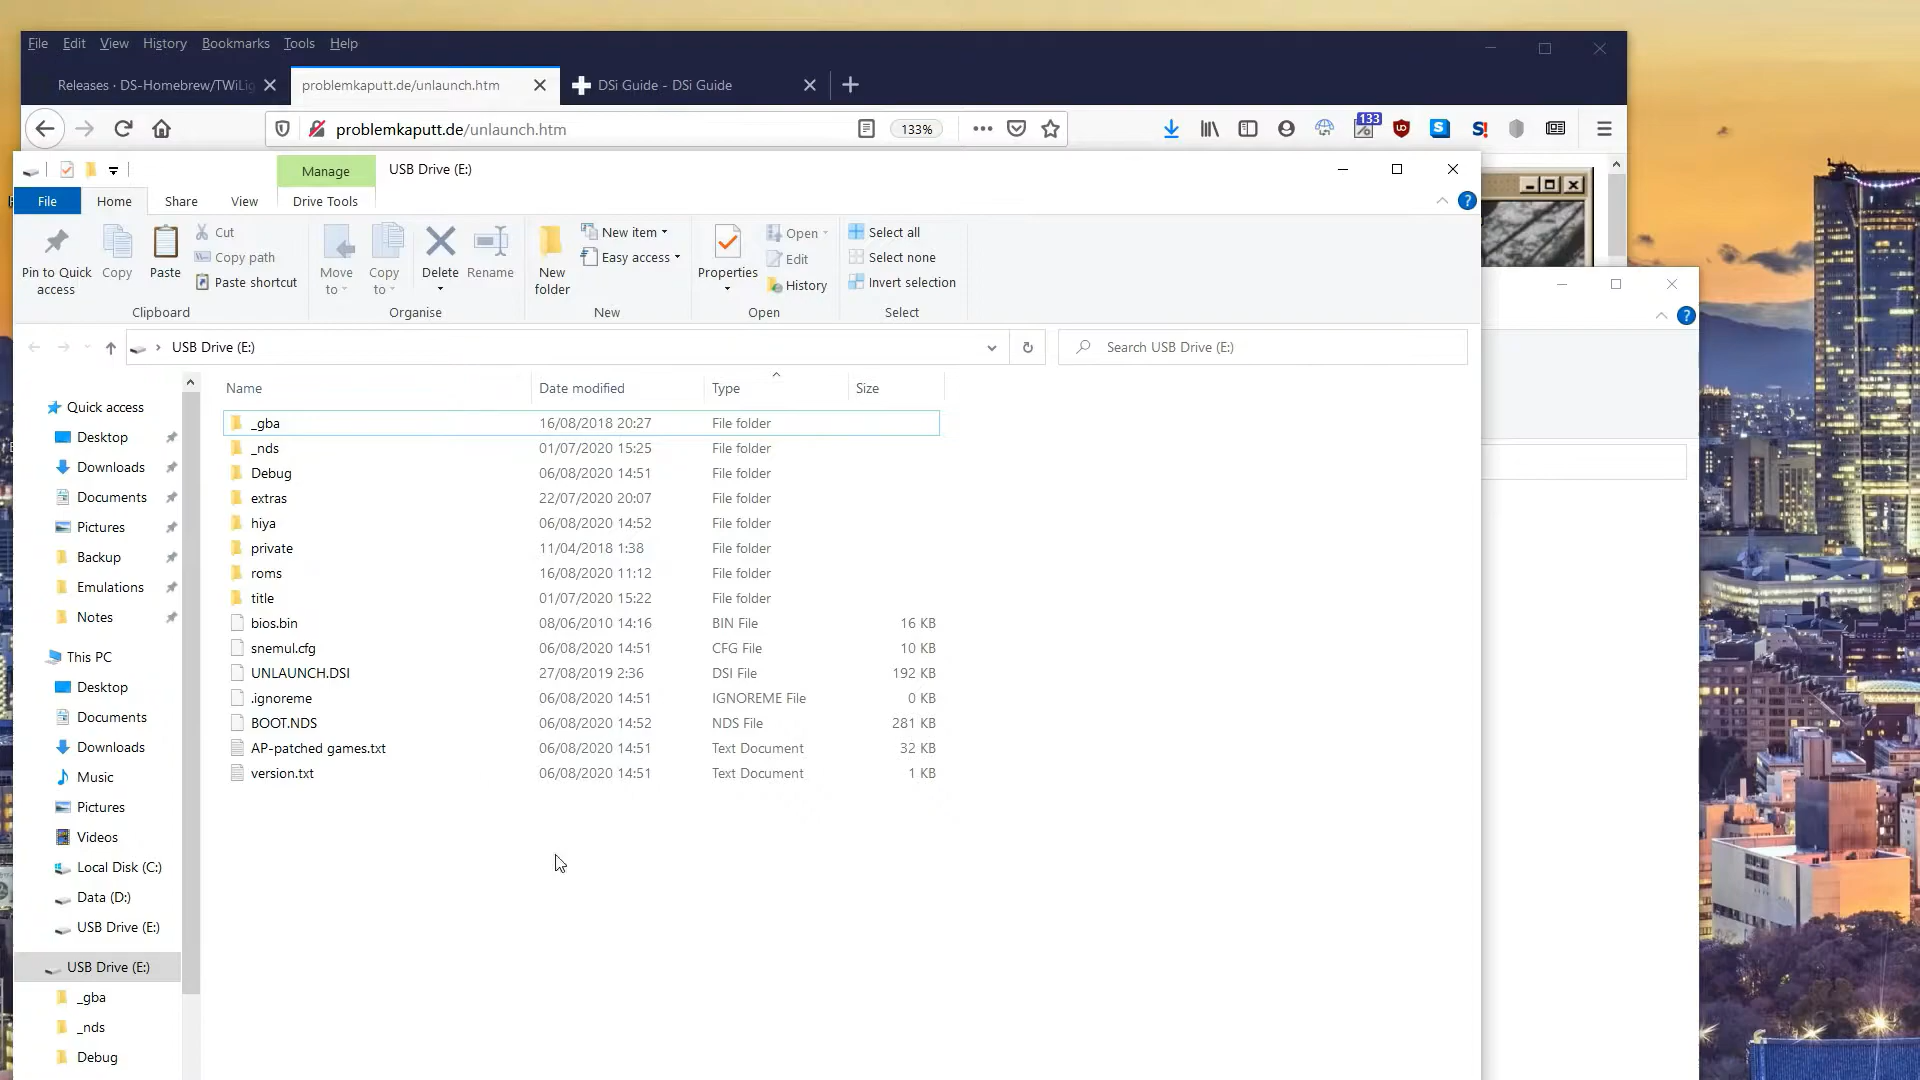 File Edit View History Bookmarks Tools Help
Releases · DS-Homebrew/TWiLig
problemkaputt.de/unlaunch.htm
DSi Guide - DSi Guide
problemkaputt.de/unlaunch.htm
133%
133
Manage
USB Drive (E:)
File Home Share View Drive Tools
Pin to Quick access
Copy
Paste
Cut
Copy path
Paste shortcut
Clipboard
Move to
Copy to
Delete
Rename
Organise
New folder
New item
Easy access
New
Properties
Open
Edit
History
Open
Select all
Select none
Invert selection
Select
USB Drive (E:)
Search USB Drive (E:)
Name Date modified Type Size
_gba 16/08/2018 20:27 File folder
_nds 01/07/2020 15:25 File folder
Debug 06/08/2020 14:51 File folder
extras 22/07/2020 20:07 File folder
hiya 06/08/2020 14:52 File folder
private 11/04/2018 1:38 File folder
roms 16/08/2020 11:12 File folder
title 01/07/2020 15:22 File folder
bios.bin 08/06/2010 14:16 BIN File 16 KB
snemul.cfg 06/08/2020 14:51 CFG File 10 KB
UNLAUNCH.DSI 27/08/2019 2:36 DSI File 192 KB
.ignoreme 06/08/2020 14:51 IGNOREME File 0 KB
BOOT.NDS 06/08/2020 14:52 NDS File 281 KB
AP-patched games.txt 06/08/2020 14:51 Text Document 32 KB
version.txt 06/08/2020 14:51 Text Document 1 KB
Quick access
Desktop
Downloads
Documents
Pictures
Backup
Emulations
Notes
This PC
Desktop
Documents
Downloads
Music
Pictures
Videos
Local Disk (C:)
Data (D:)
USB Drive (E:)
USB Drive (E:)
_gba
_nds
Debug